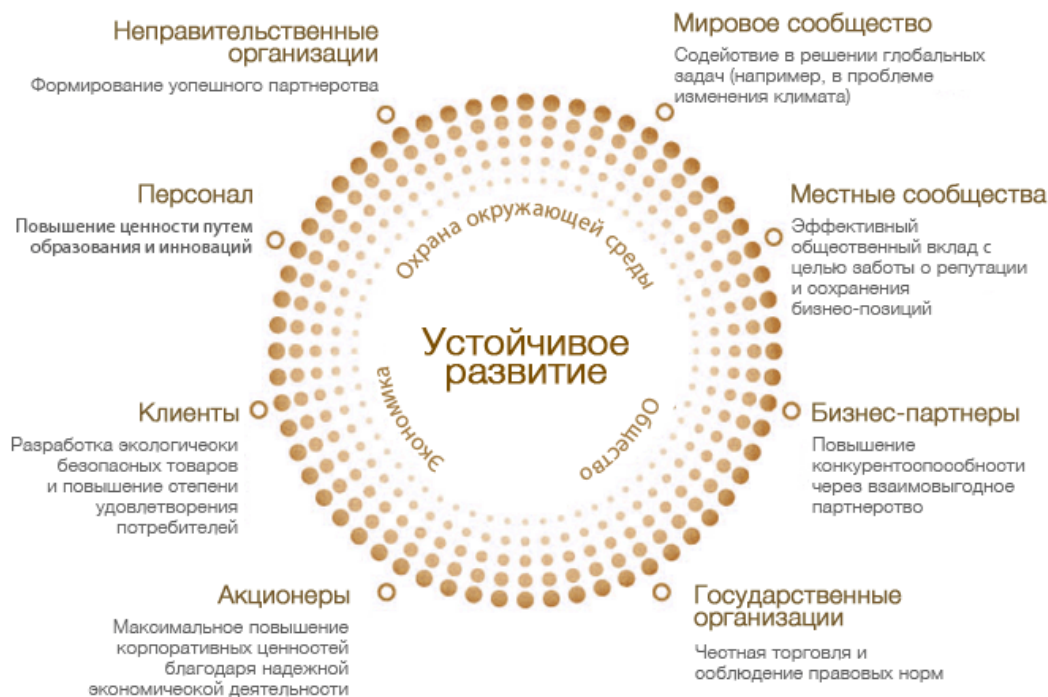 Неправительственные
организации
Формирование успешного партнерства
Мировое сообщество
Содействие в решении глобальных
задач (например, в проблеме
изменения климата)
Персонал
Повышение ценности путем
образования и инноваций
Местные сообщества
Эффективный
общественный вклад с
целью заботы о репутации
и сохранения
бизнес-позиций
Охрана окружающей среды
Устойчивое
развитие
Экономика
Общество
Клиенты
Разработка экологически
безопасных товаров
и повышение степени
удовлетворения
потребителей
Бизнес-партнеры
Повышение
конкурентоспособности
через взаимовыгодное
партнерство
Акционеры
Максимальное повышение
корпоративных ценностей
благодаря надежной
экономической деятельности
Государственные
организации
Честная торговля и
соблюдение правовых норм